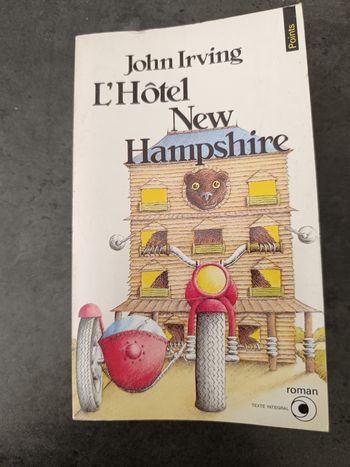 Points
John Irving
L'Hôtel
New
Hampshire
roman
TEXTE INTÉGRAL